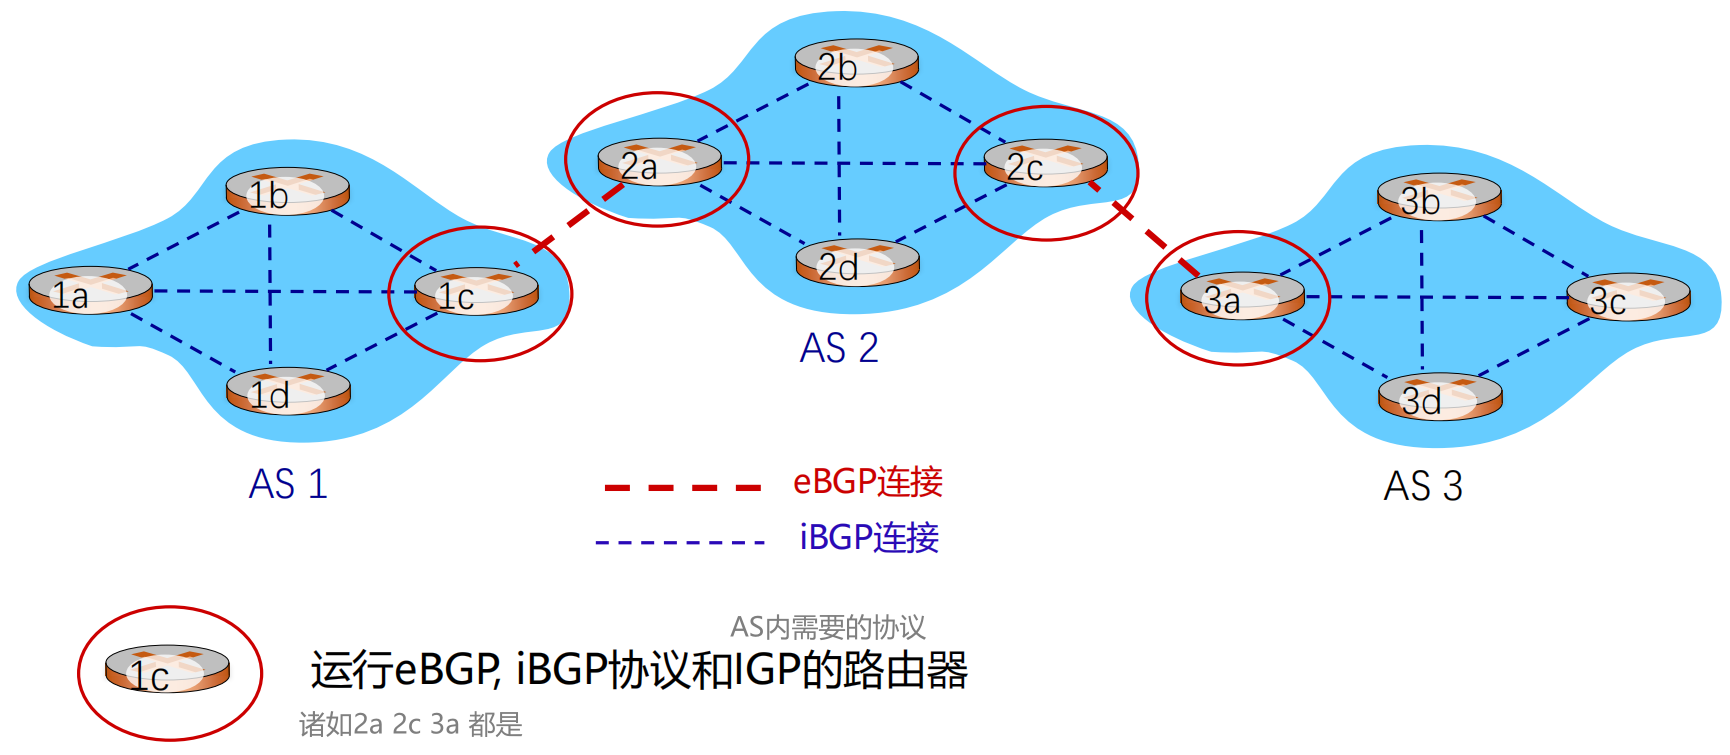 2b
2a
2c
1b
3b
2d
1a
1c
3a
3c
AS 2
1d
3d
AS 1
eBGP连接
AS 3
iBGP连接
AS内需要的协议
1c
运行eBGP, iBGP协议和IGP的路由器
诸如2a 2c 3a 都是